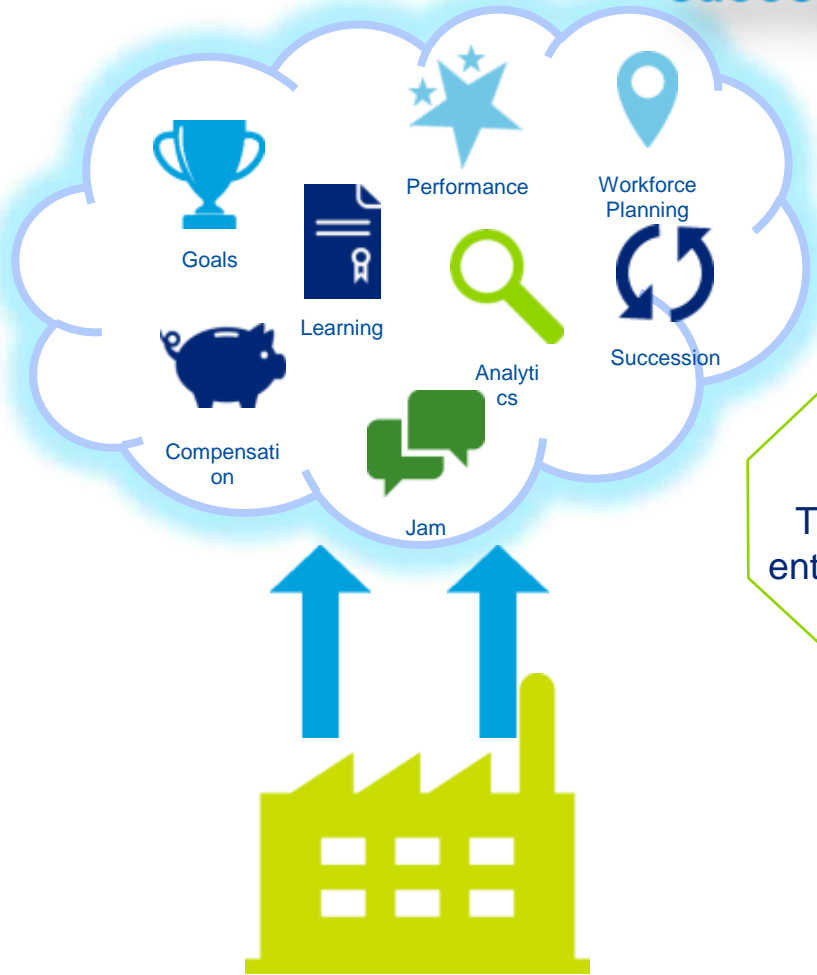 Performance
Workforce
Planning
Goals
Learning
Succession
Analyti
cs
Compensati
on
Jam